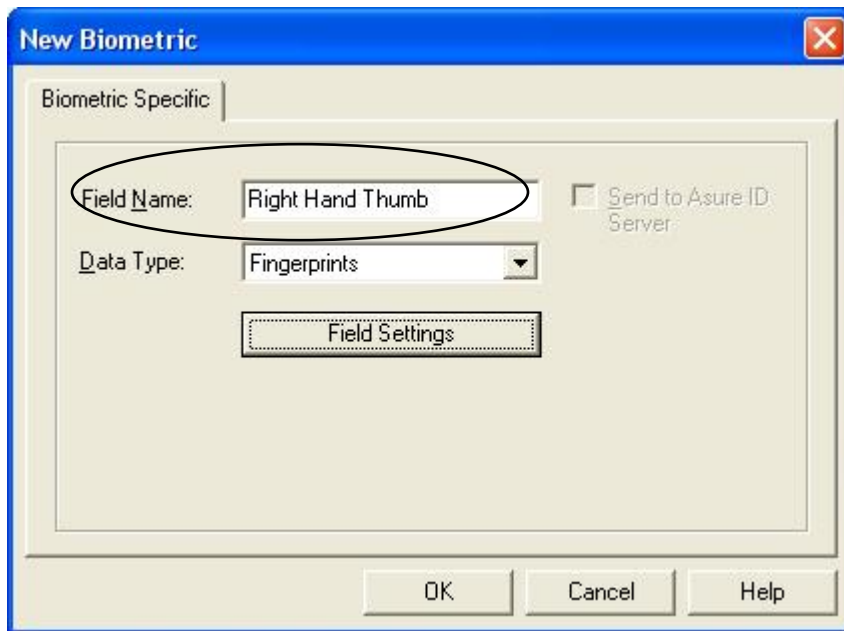 New Biometric
Biometric Specific
Field Name: Right Hand Thumb
Send to Asure ID
Server
Data Type: Fingerprints
Field Settings
OK Cancel Help